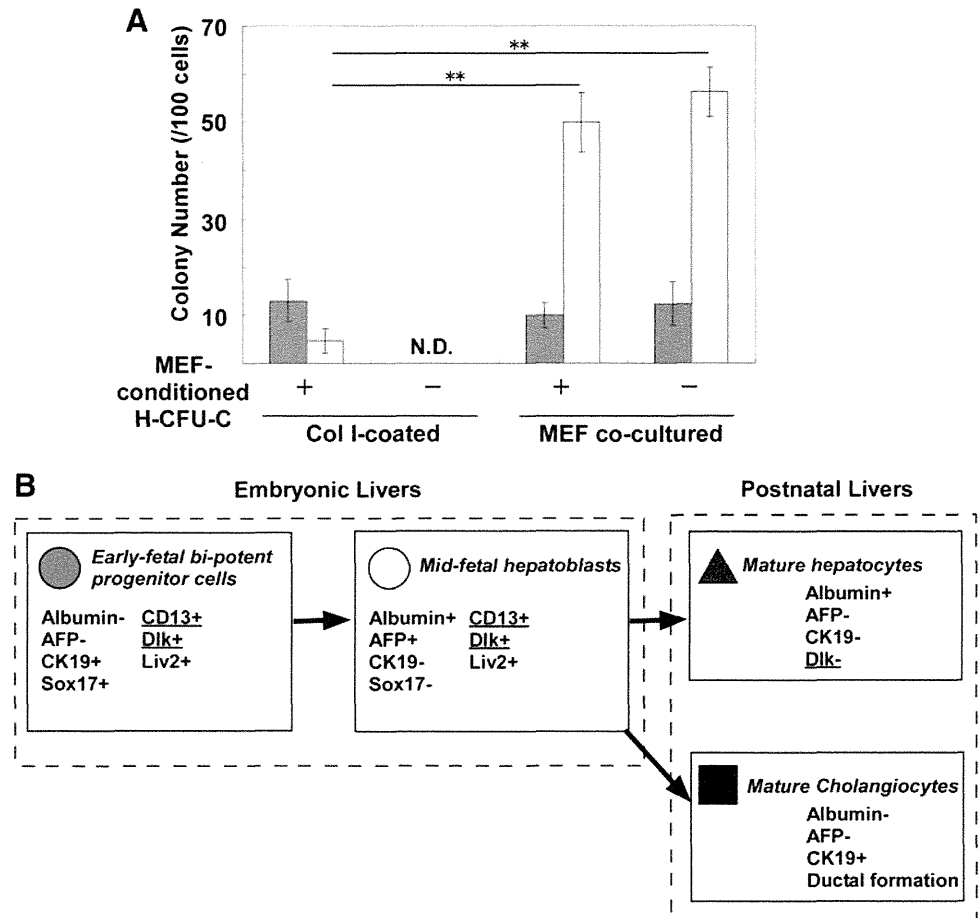 A
Colony Number (/100 cells)
70
50
30
10
**
**
N.D.
MEF-
conditioned
H-CFU-C
+ − + −
Col I-coated MEF co-cultured
B
Embryonic Livers
Postnatal Livers
Early-fetal bi-potent
progenitor cells
Albumin- CD13+
AFP- Dlk+
CK19+ Liv2+
Sox17+
Mid-fetal hepatoblasts
Albumin+ CD13+
AFP+ Dlk+
CK19- Liv2+
Sox17-
Mature hepatocytes
Albumin+
AFP-
CK19-
Dlk-
Mature Cholangiocytes
Albumin-
AFP-
CK19+
Ductal formation